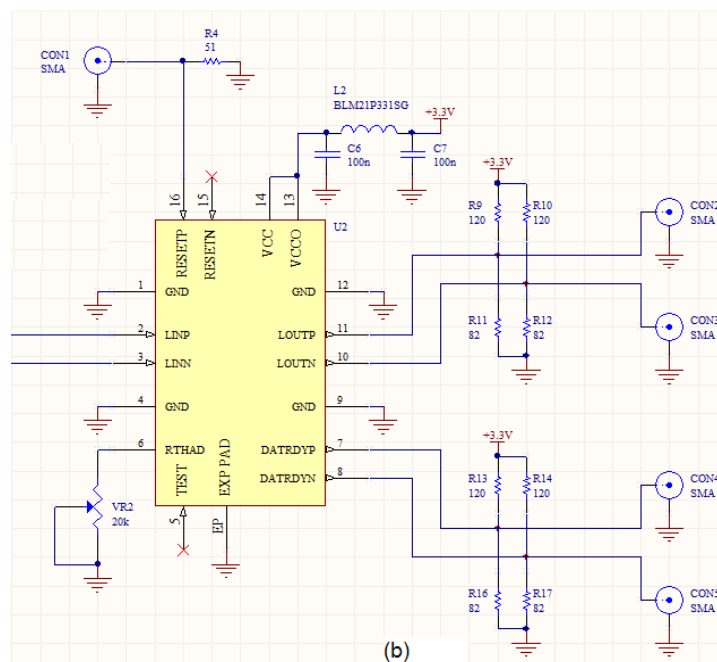 R4
51
CON1
SMA
L2
BLM21P331SG
+3.3V
C6
100n
C7
100n
+3.3V
16
15
14
13
U2
R9
120
R10
120
CON2
SMA
RESETP
RESETN
VCC
VCCO
1
GND
GND
12
2
LINP
LOUTP
11
R11
82
R12
82
CON3
SMA
3
LINN
LOUTN
10
4
GND
GND
9
+3.3V
6
RTHAD
DATRDYP
7
TEST
EXP PAD
DATRDYN
8
R13
120
R14
120
CON4
SMA
VR2
20k
5
EP
R16
82
R17
82
CON5
SMA
(b)